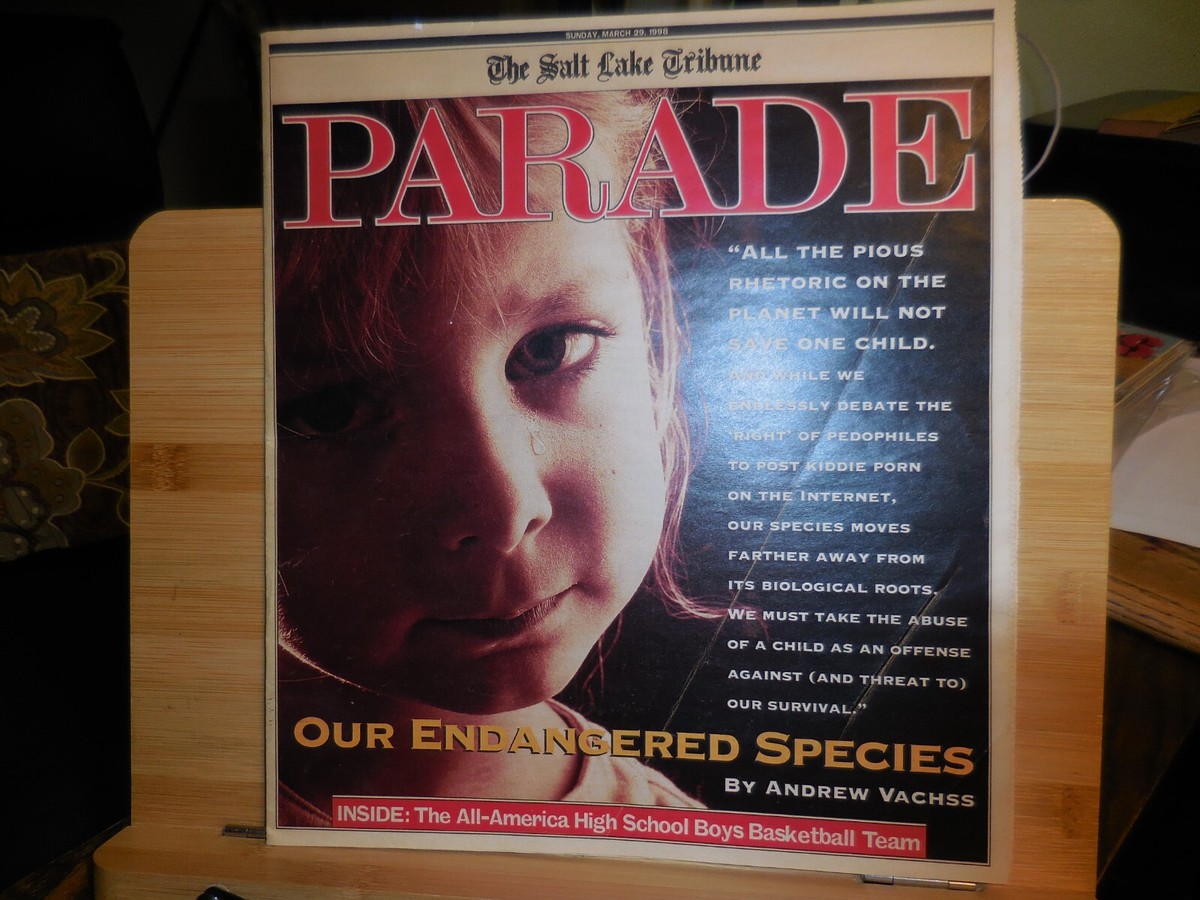 SUNDAY, MARCH 29, 1998
The Salt Lake Tribune
PARADE
“ALL THE PIOUS
RHETORIC ON THE
PLANET WILL NOT
SAVE ONE CHILD.
AND WHILE WE
ENDLESSLY DEBATE THE
‘RIGHT’ OF PEDOPHILES
TO POST KIDDIE PORN
ON THE INTERNET,
OUR SPECIES MOVES
FARTHER AWAY FROM
ITS BIOLOGICAL ROOTS.
WE MUST TAKE THE ABUSE
OF A CHILD AS AN OFFENSE
AGAINST (AND THREAT TO)
OUR SURVIVAL.”
OUR ENDANGERED SPECIES
BY ANDREW VACHSS
INSIDE: The All-America High School Boys Basketball Team